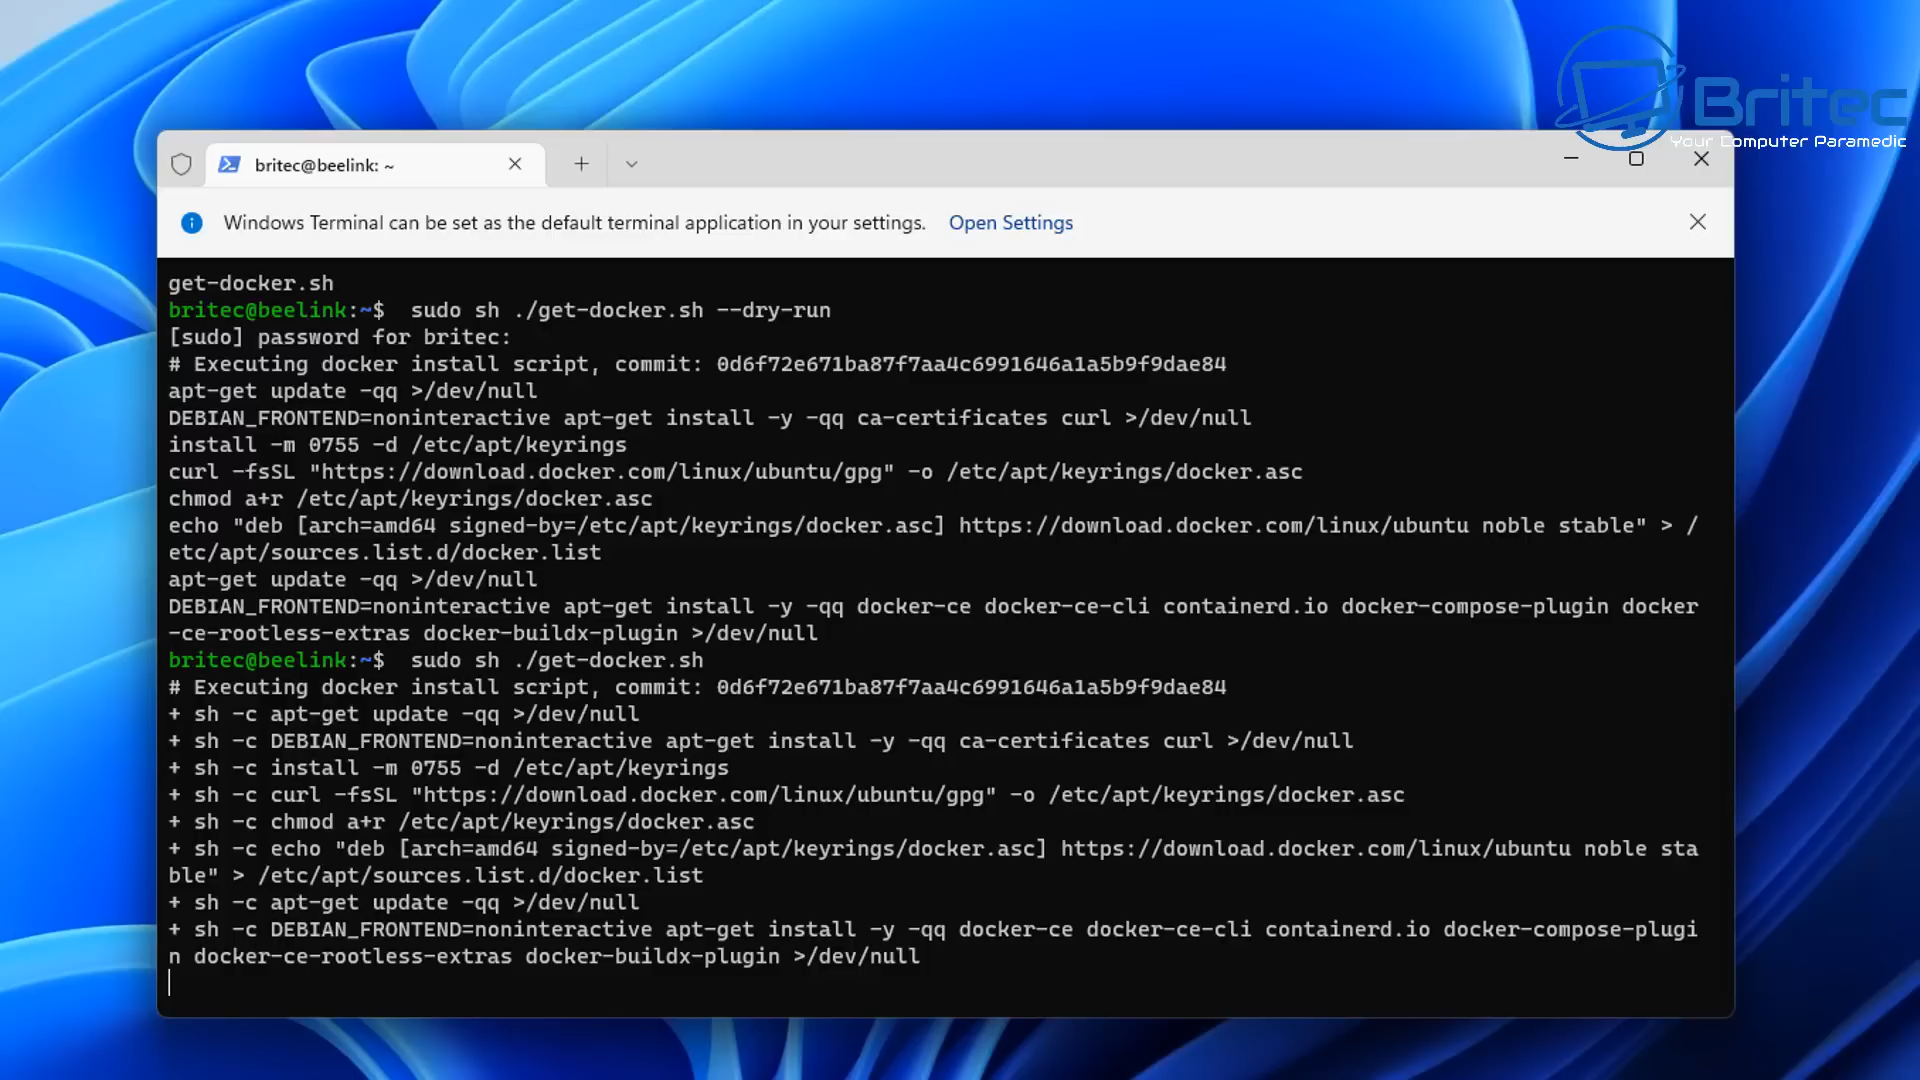 Britec
Your Computer Paramedic
britec@beelink: ~
Windows Terminal can be set as the default terminal application in your settings. Open Settings
get-docker.sh
britec@beelink:~$  sudo sh ./get-docker.sh --dry-run
[sudo] password for britec:
# Executing docker install script, commit: 0d6f72e671ba87f7aa4c6991646a1a5b9f9dae84
apt-get update -qq >/dev/null
DEBIAN_FRONTEND=noninteractive apt-get install -y -qq ca-certificates curl >/dev/null
install -m 0755 -d /etc/apt/keyrings
curl -fsSL "https://download.docker.com/linux/ubuntu/gpg" -o /etc/apt/keyrings/docker.asc
chmod a+r /etc/apt/keyrings/docker.asc
echo "deb [arch=amd64 signed-by=/etc/apt/keyrings/docker.asc] https://download.docker.com/linux/ubuntu noble stable" > /
etc/apt/sources.list.d/docker.list
apt-get update -qq >/dev/null
DEBIAN_FRONTEND=noninteractive apt-get install -y -qq docker-ce docker-ce-cli containerd.io docker-compose-plugin docker
-ce-rootless-extras docker-buildx-plugin >/dev/null
britec@beelink:~$  sudo sh ./get-docker.sh
# Executing docker install script, commit: 0d6f72e671ba87f7aa4c6991646a1a5b9f9dae84
+ sh -c apt-get update -qq >/dev/null
+ sh -c DEBIAN_FRONTEND=noninteractive apt-get install -y -qq ca-certificates curl >/dev/null
+ sh -c install -m 0755 -d /etc/apt/keyrings
+ sh -c curl -fsSL "https://download.docker.com/linux/ubuntu/gpg" -o /etc/apt/keyrings/docker.asc
+ sh -c chmod a+r /etc/apt/keyrings/docker.asc
+ sh -c echo "deb [arch=amd64 signed-by=/etc/apt/keyrings/docker.asc] https://download.docker.com/linux/ubuntu noble sta
ble" > /etc/apt/sources.list.d/docker.list
+ sh -c apt-get update -qq >/dev/null
+ sh -c DEBIAN_FRONTEND=noninteractive apt-get install -y -qq docker-ce docker-ce-cli containerd.io docker-compose-plugi
n docker-ce-rootless-extras docker-buildx-plugin >/dev/null